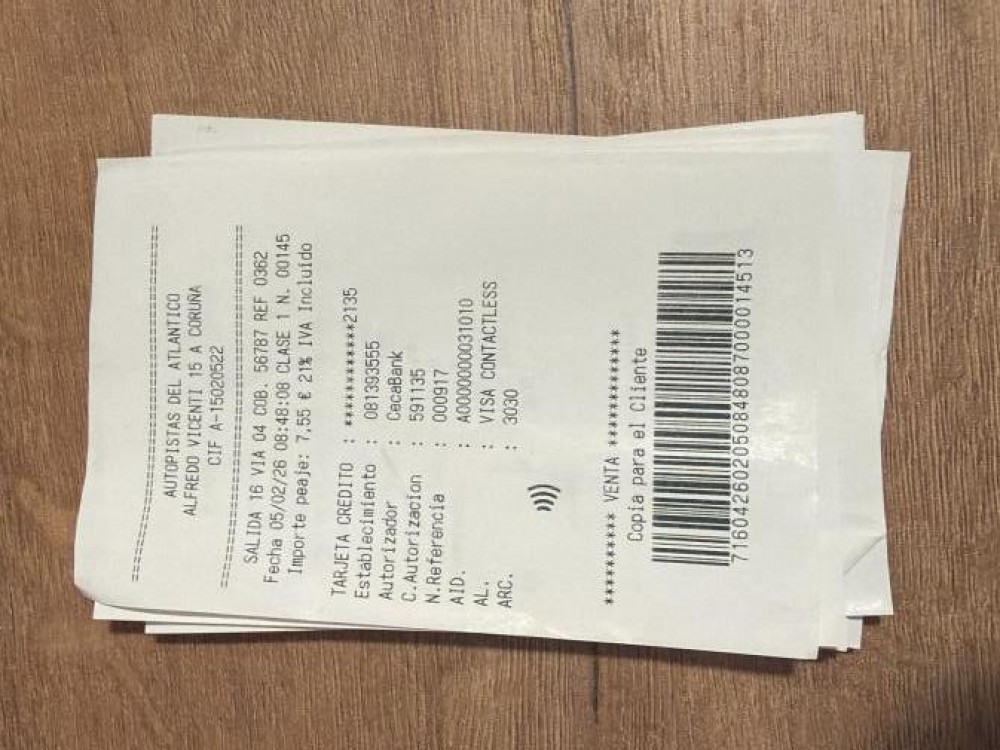 =================================
AUTOPISTAS DEL ATLANTICO
ALFREDO VICENTI 15 A CORUÑA
CIF A-15020522
=================================
SALIDA 16 VIA 04 COB. 56787 REF 0362
Fecha 05/02/26 08:48:08 CLASE 1 N. 00145
Importe peaje: 7,55 € 21% IVA Incluido
TARJETA CREDITO : ************2135
Establecimiento : 081393555
Autorizador : CecaBank
C.Autorizacion : 591135
N.Referencia : 000917
AID. : A0000000031010
AL. : VISA CONTACTLESS
ARC. : 3030
********* VENTA ************
Copia para el Cliente
716042602050848087000014513